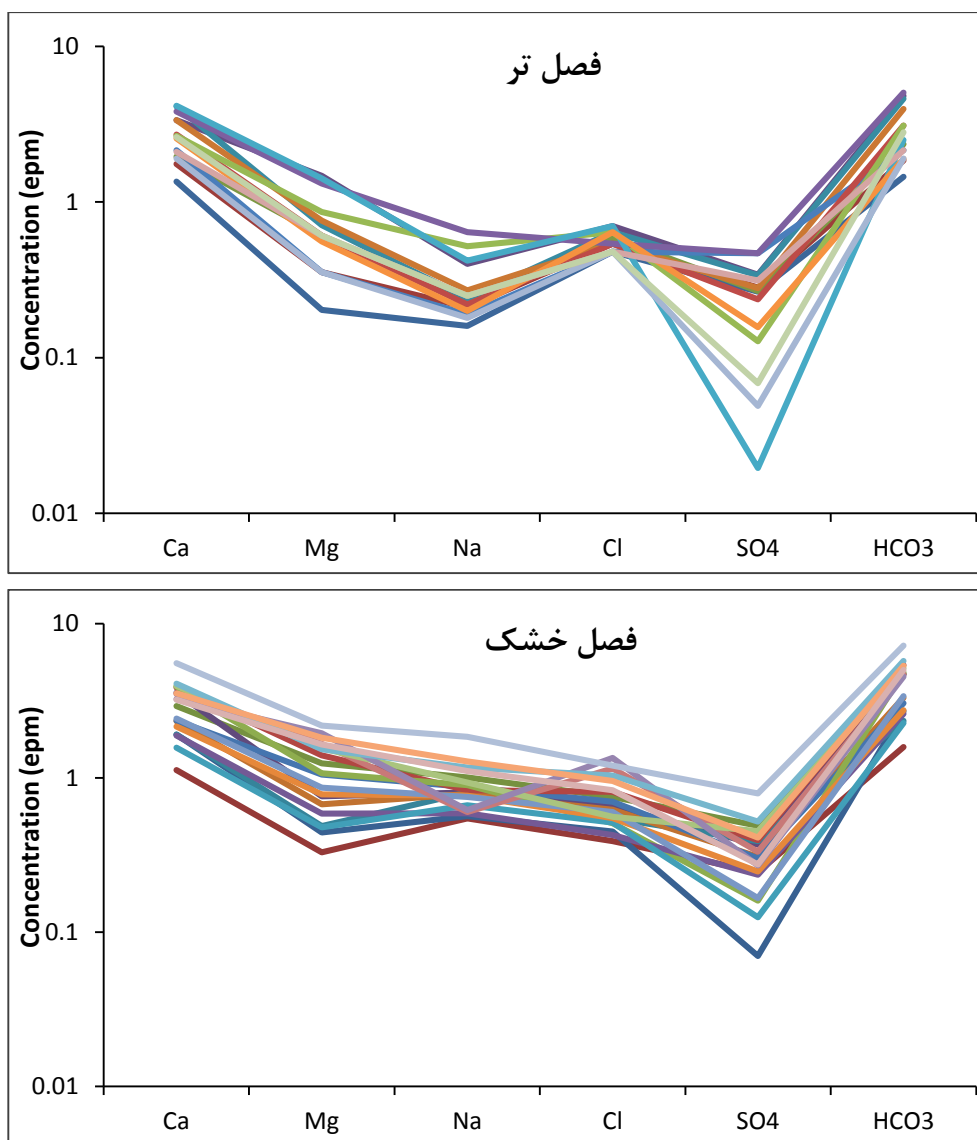 فصل تر
Concentration (epm)
10
1
0.1
0.01
Ca Mg Na Cl SO4 HCO3
فصل خشک
Concentration (epm)
10
1
0.1
0.01
Ca Mg Na Cl SO4 HCO3